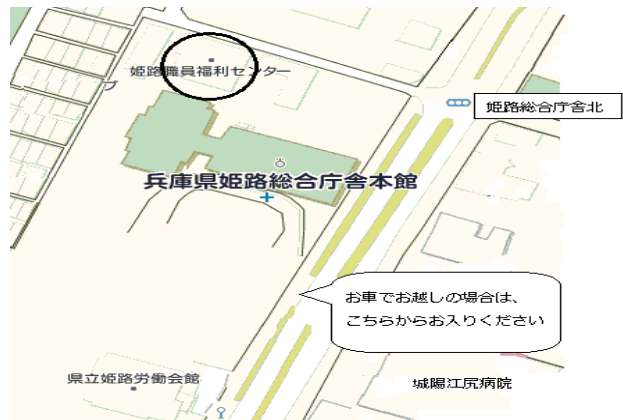 姫路職員福利センター
姫路総合庁舎北
兵庫県姫路総合庁舎本館
お車でお越しの場合は、
こちらからお入りください
県立姫路労働会館
城陽江尻病院